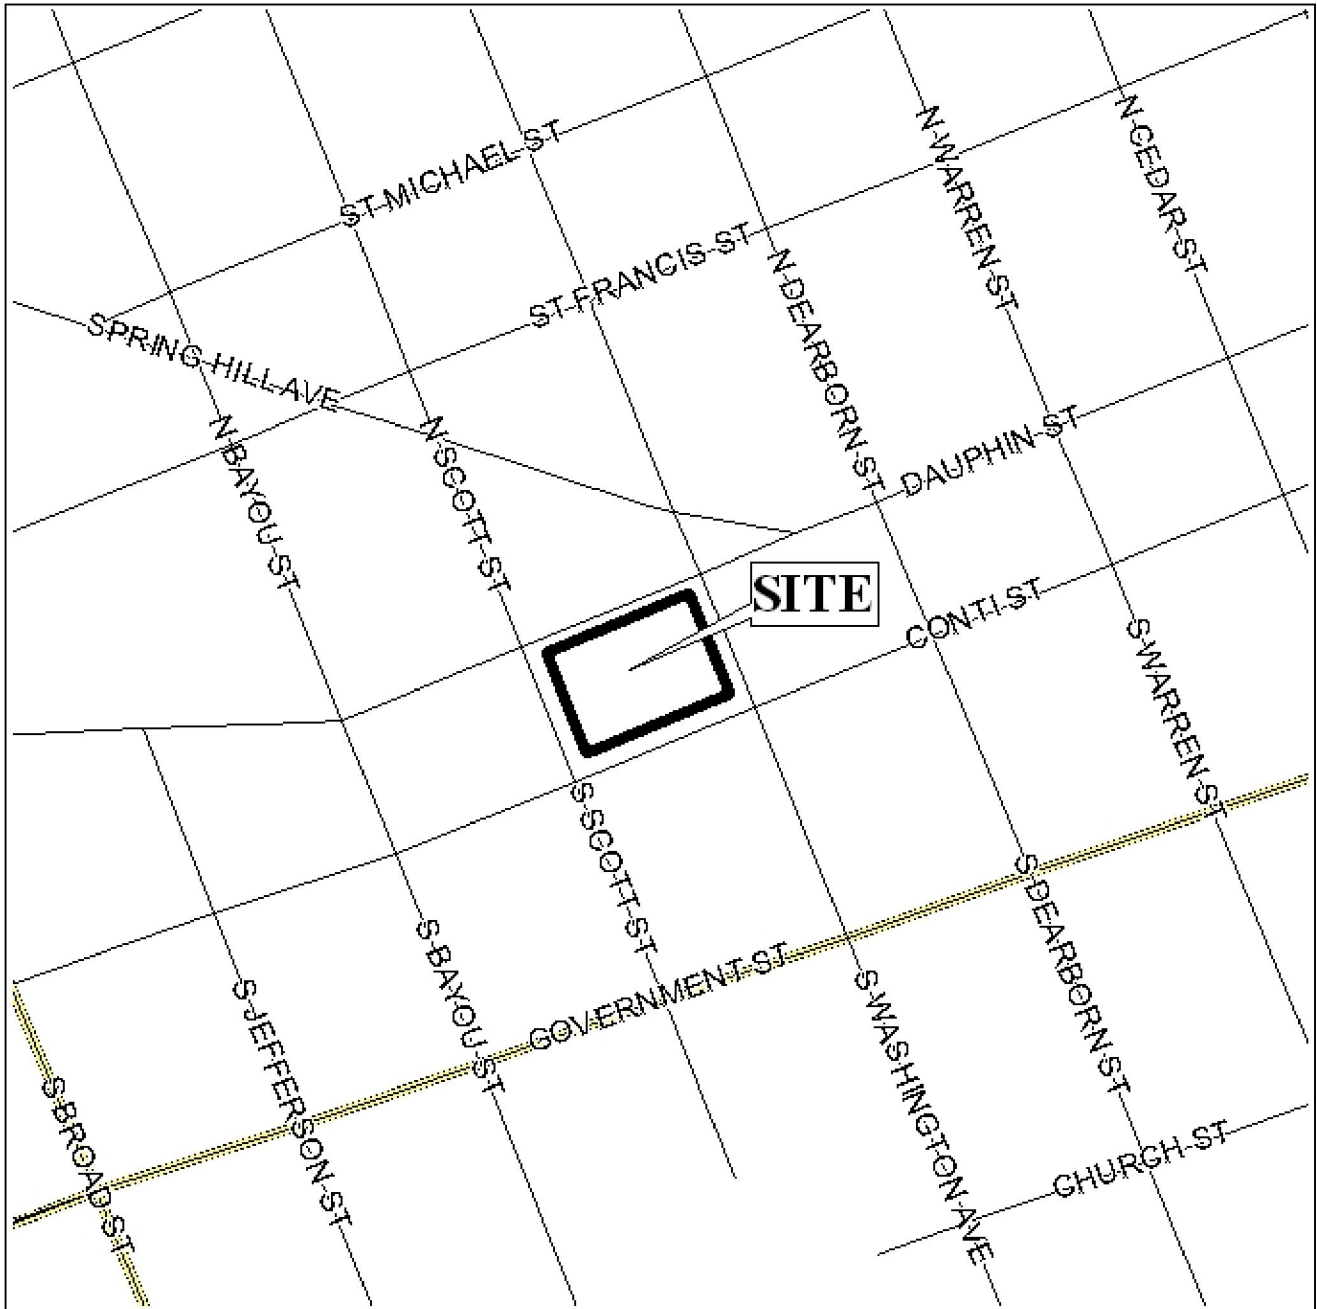 N WARREN ST
N CEDAR ST
ST MICHAEL ST
ST FRANCIS ST
N DEARBORN ST
SPRING HILL AVE
N BAYOU ST
N SCOTT ST
DAUPHIN ST
SITE
CONTI ST
S WARREN ST
S SCOTT ST
S DEARBORN ST
S BAYOU ST
GOVERNMENT ST
S JEFFERSON ST
S WASHINGTON AVE
S BROAD ST
CHURCH ST